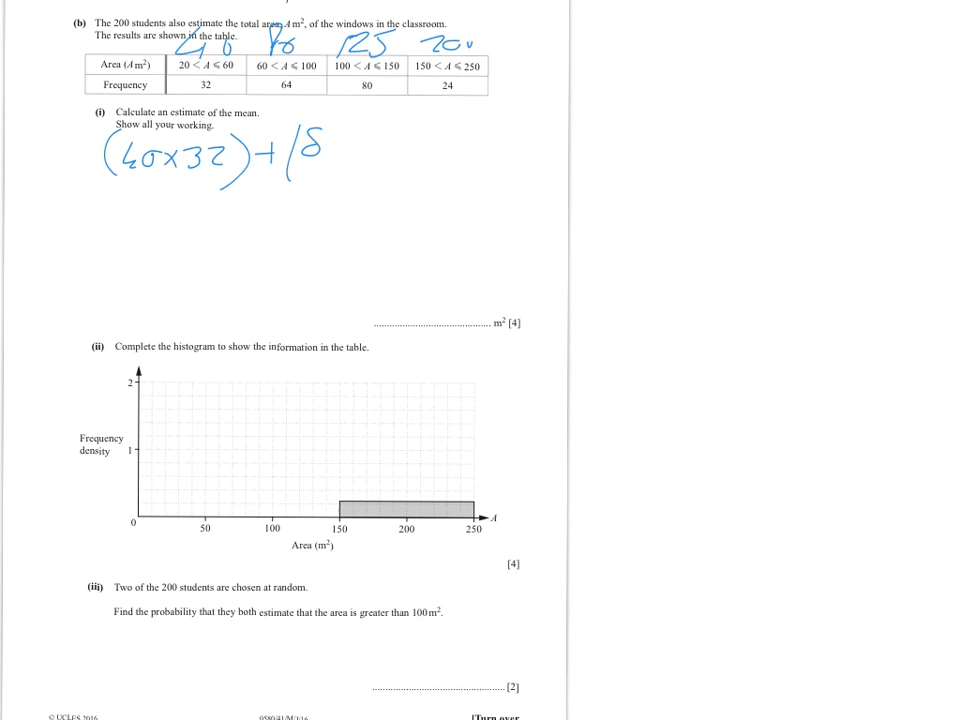 (b) The 200 students also estimate the total area, A m², of the windows in the classroom.
The results are shown in the table.
40 80 125 200
Area (A m²) 20 < A ⩽ 60 60 < A ⩽ 100 100 < A ⩽ 150 150 < A ⩽ 250
Frequency 32 64 80 24
(i) Calculate an estimate of the mean.
Show all your working.
(40×32)+(8
.............................................. m² [4]
(ii) Complete the histogram to show the information in the table.
2
Frequency
density 1
0 50 100 150 200 250 A
Area (m²)
[4]
(iii) Two of the 200 students are chosen at random.
Find the probability that they both estimate that the area is greater than 100 m².
.................................................... [2]
© UCLES 2016 0580/41/M/J/16 [Turn over